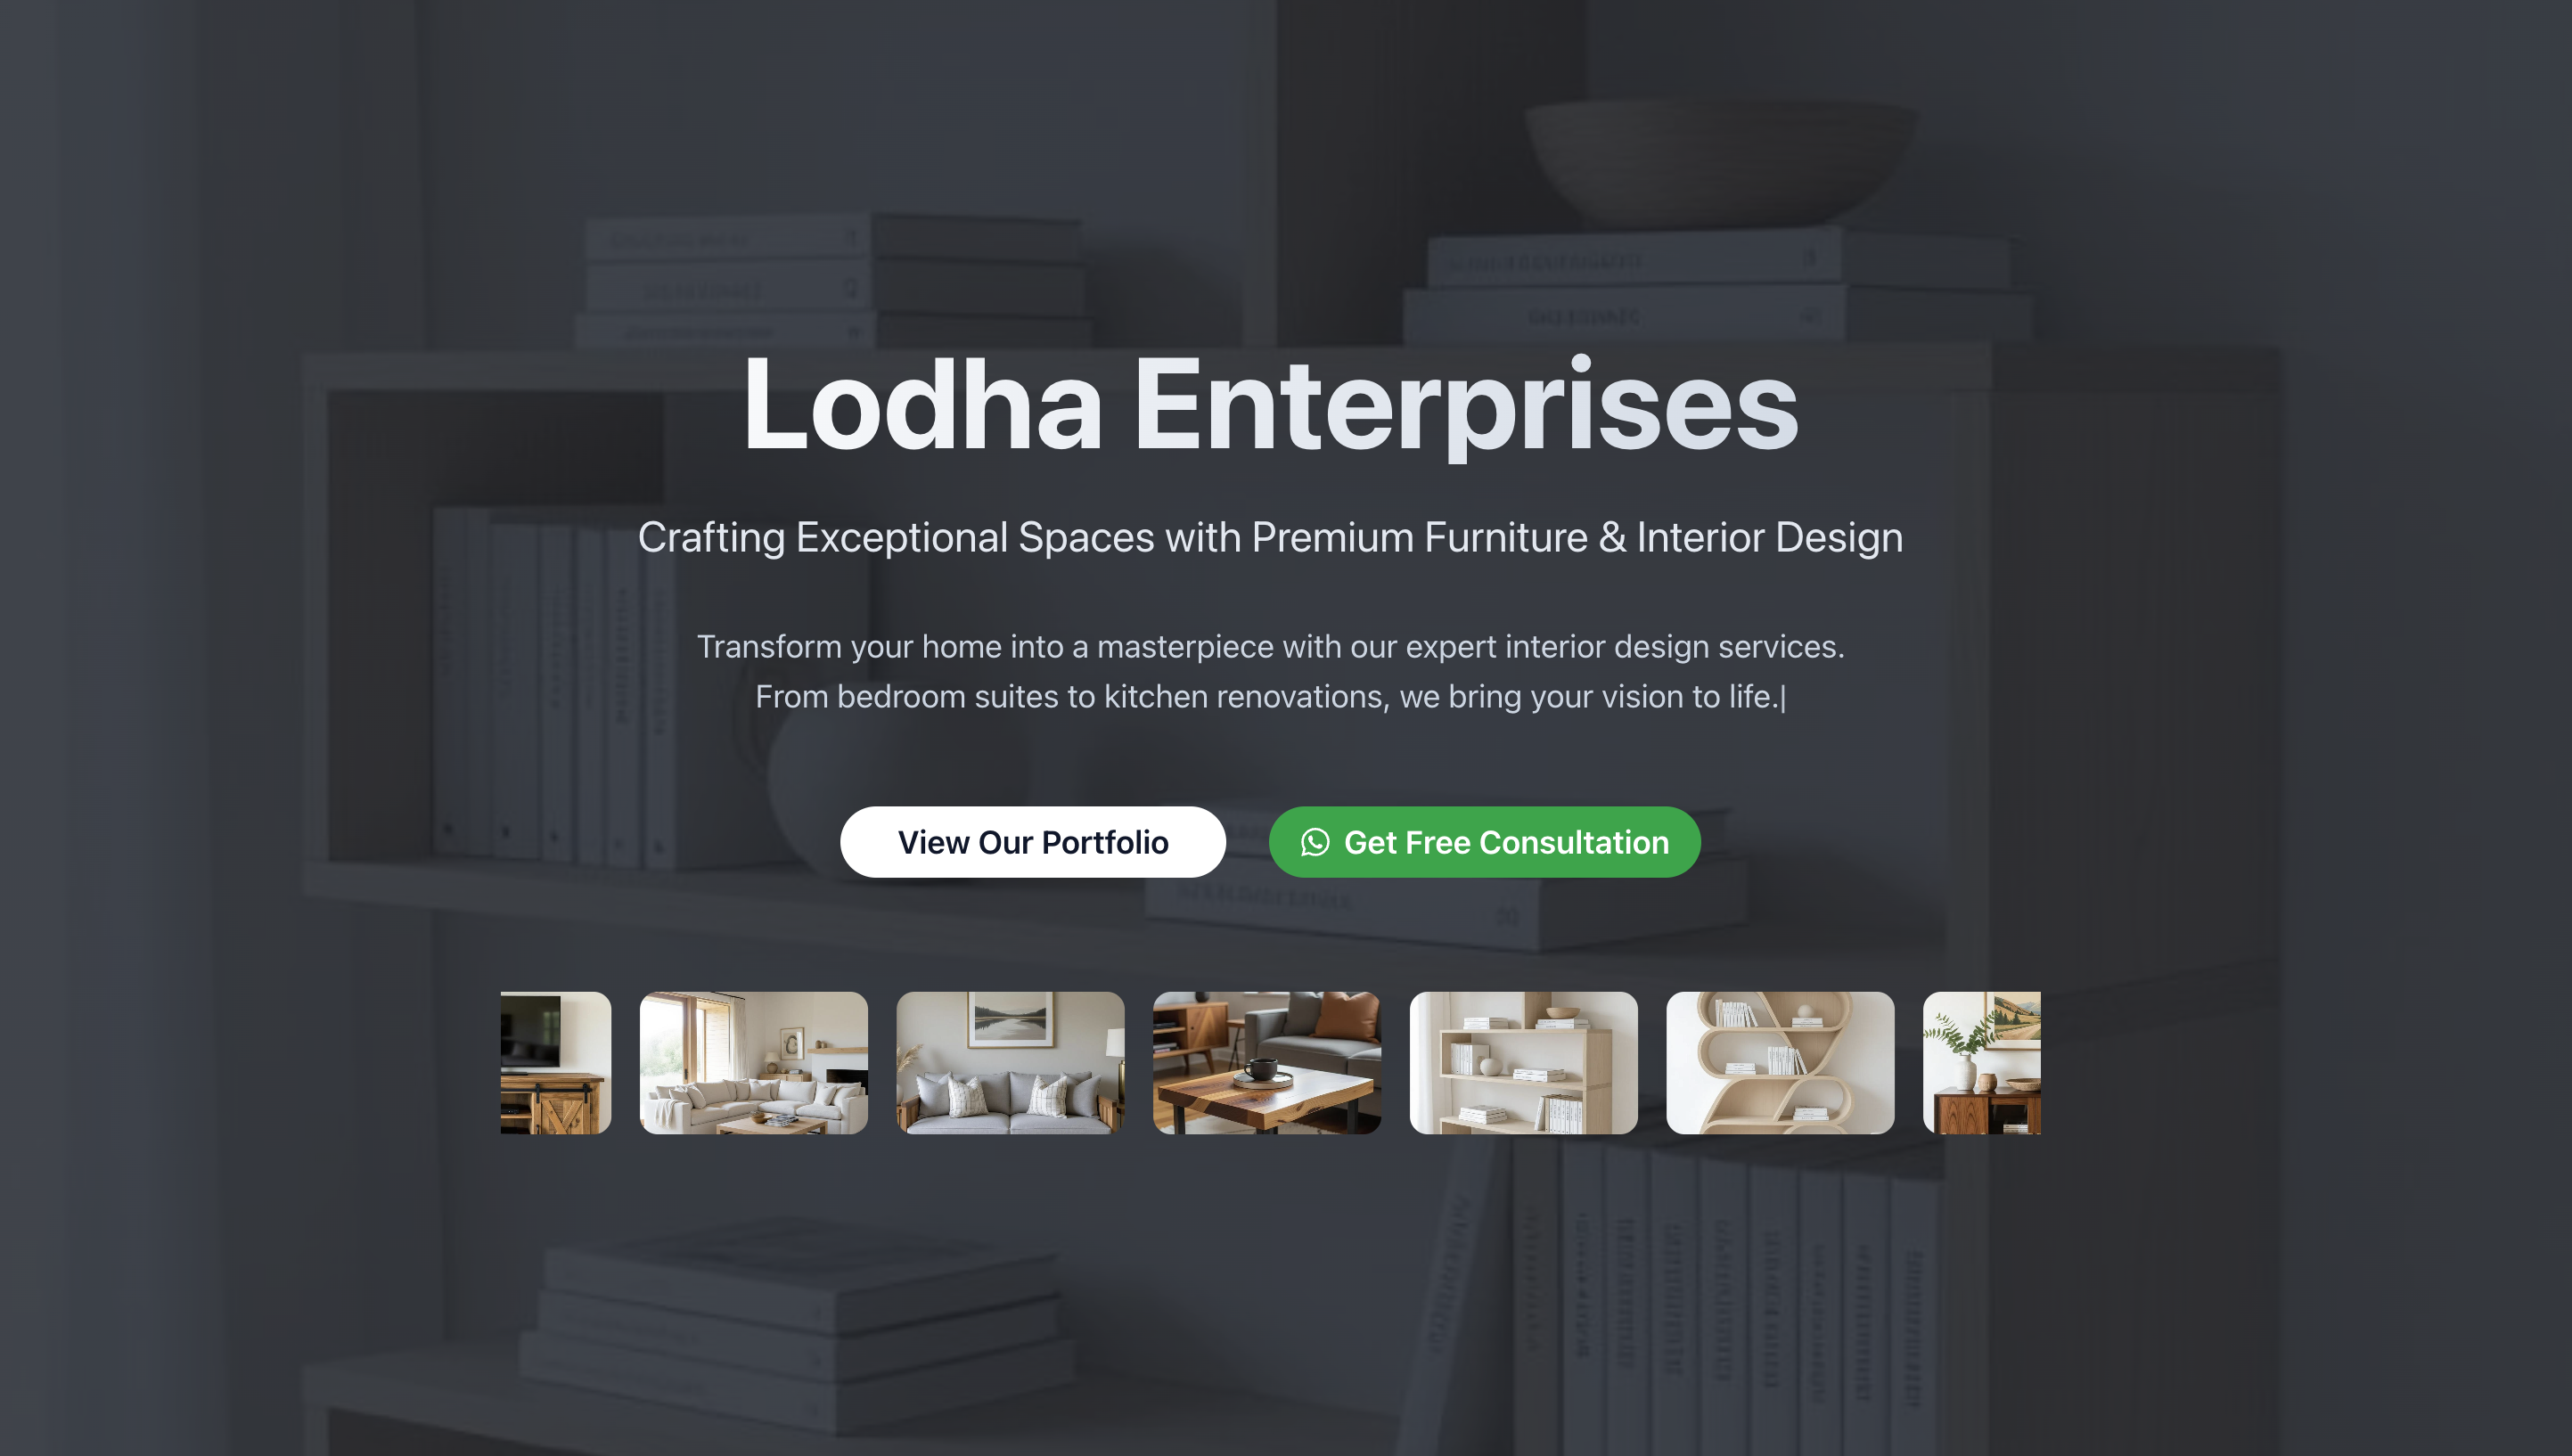 Lodha Enterprises
Crafting Exceptional Spaces with Premium Furniture & Interior Design
Transform your home into a masterpiece with our expert interior design services.
From bedroom suites to kitchen renovations, we bring your vision to life.|
View Our Portfolio
Get Free Consultation